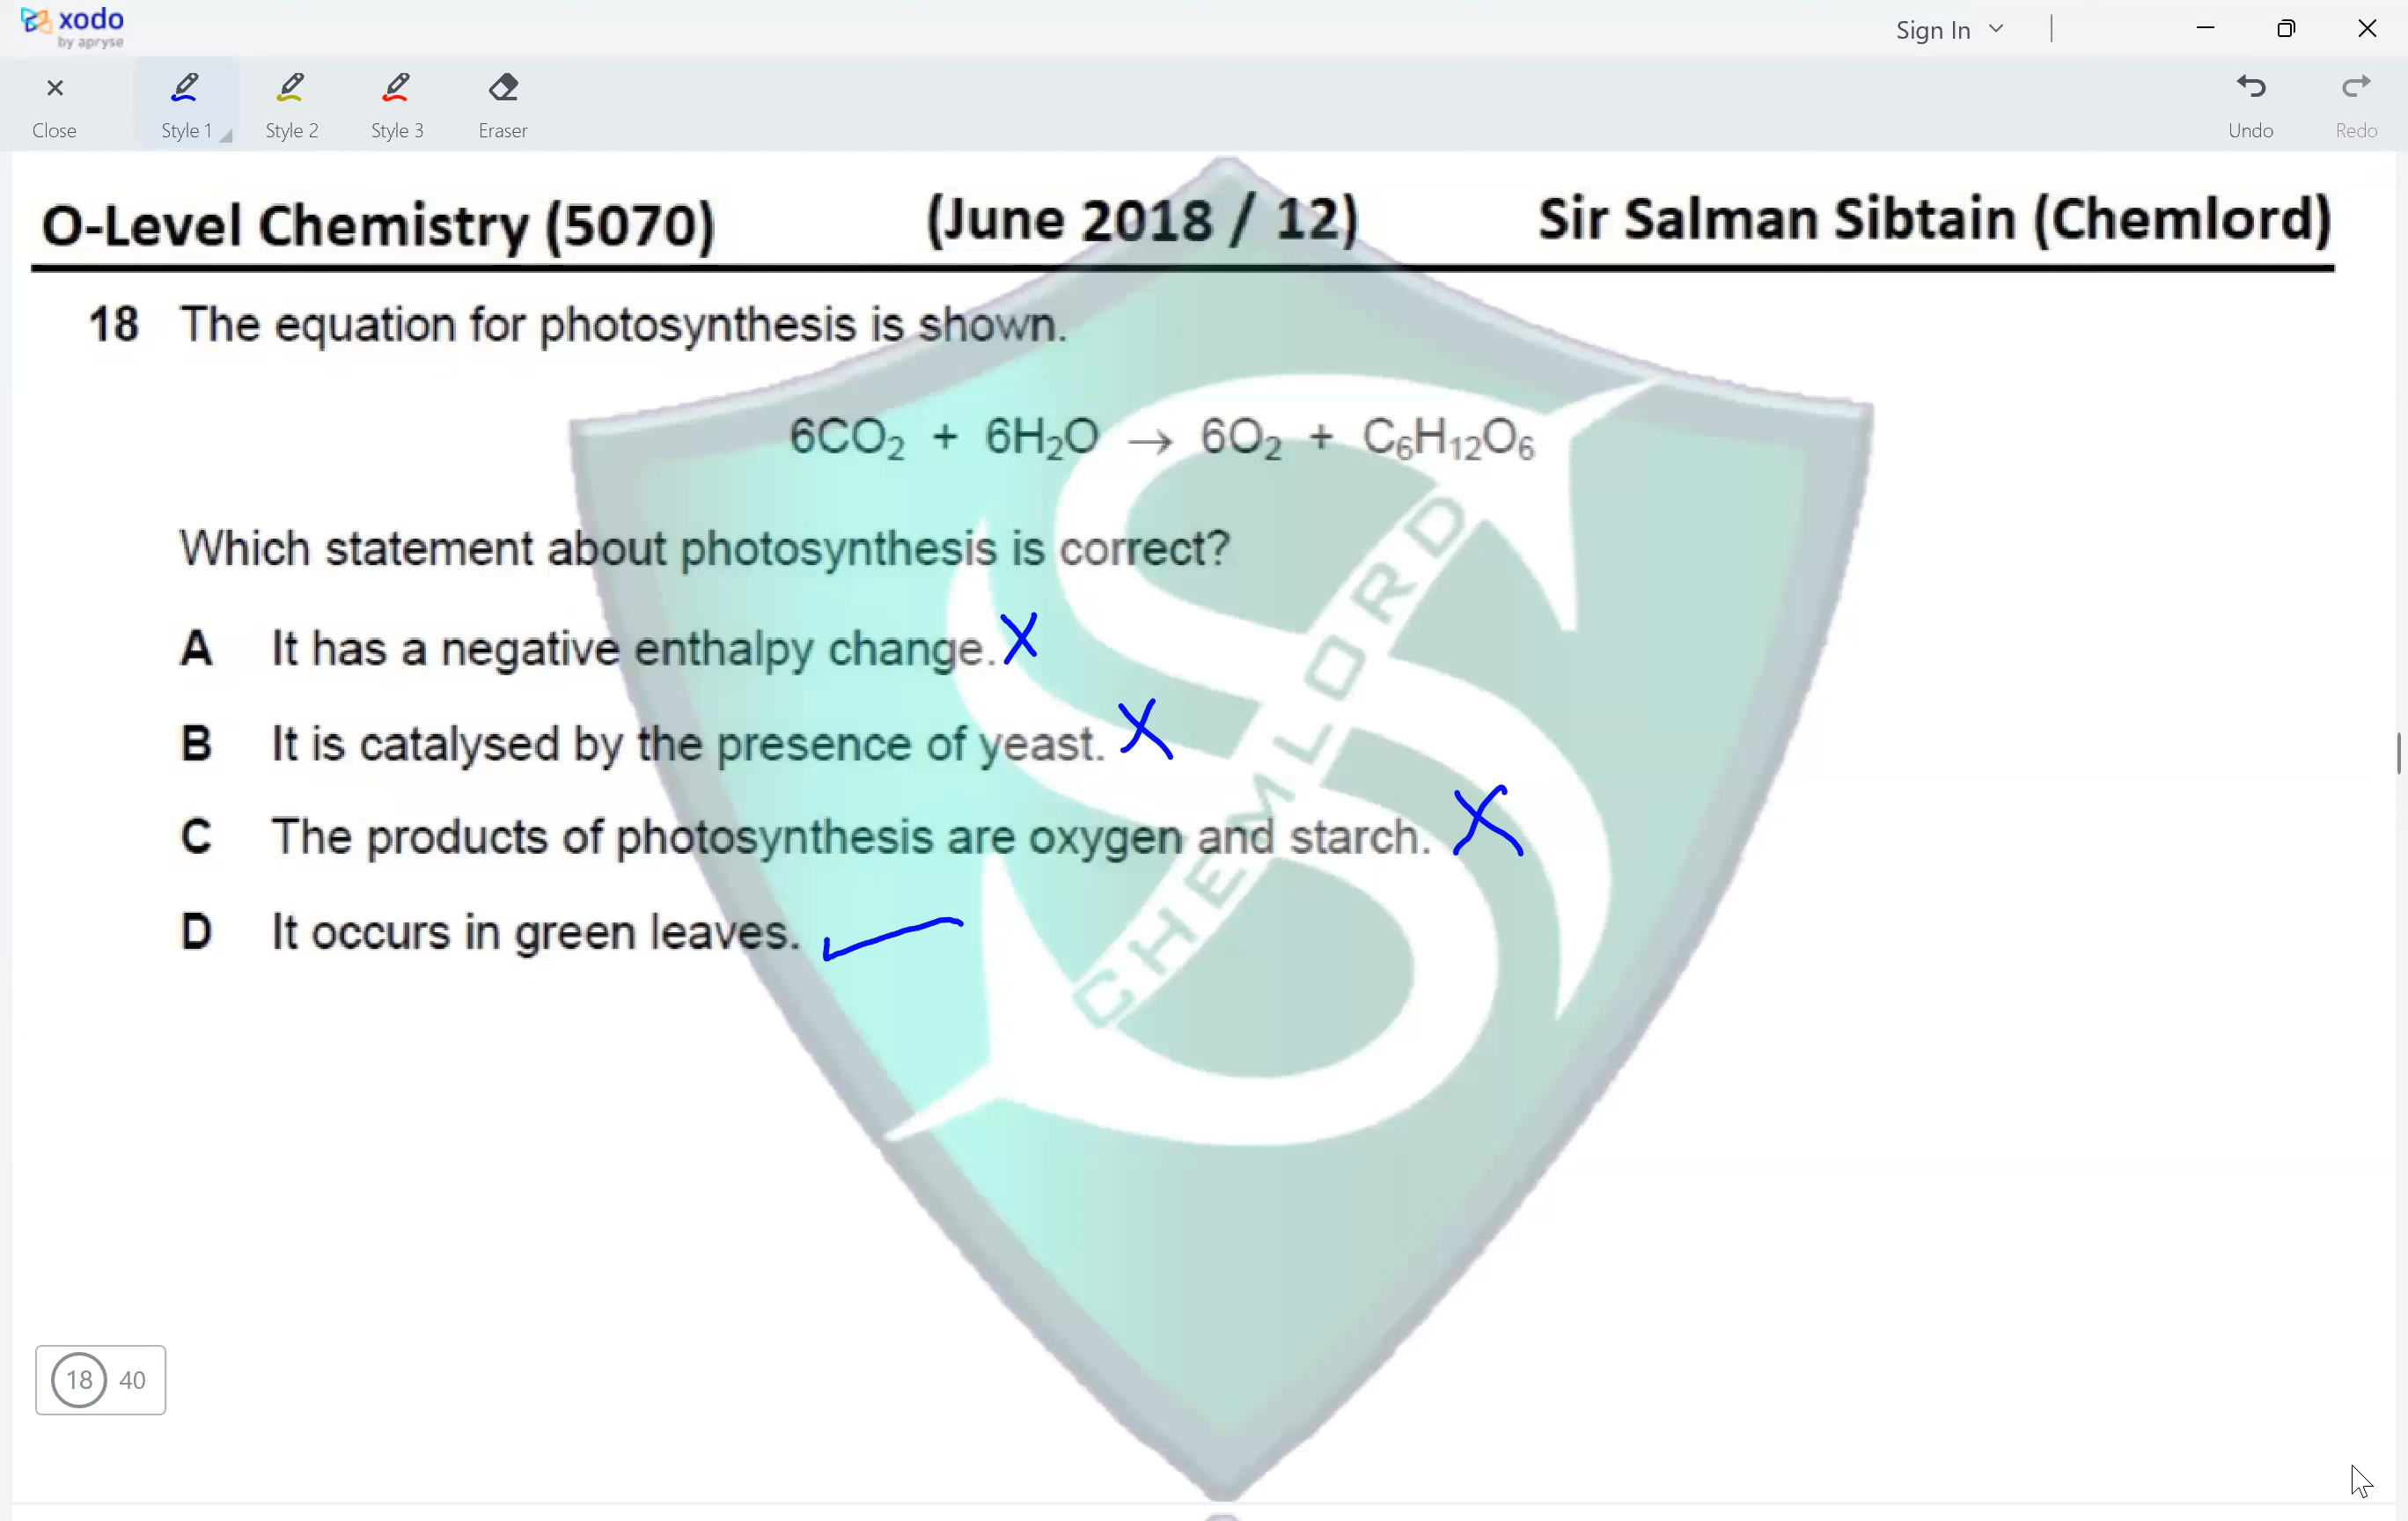 xodo
by apryse
Sign In
Close
Style 1
Style 2
Style 3
Eraser
Undo
Redo
O-Level Chemistry (5070) (June 2018 / 12) Sir Salman Sibtain (Chemlord)
18 The equation for photosynthesis is shown.
6CO₂ + 6H₂O → 6O₂ + C₆H₁₂O₆
Which statement about photosynthesis is correct?
A It has a negative enthalpy change.
B It is catalysed by the presence of yeast.
C The products of photosynthesis are oxygen and starch.
D It occurs in green leaves.
CHEMLORD
18 40